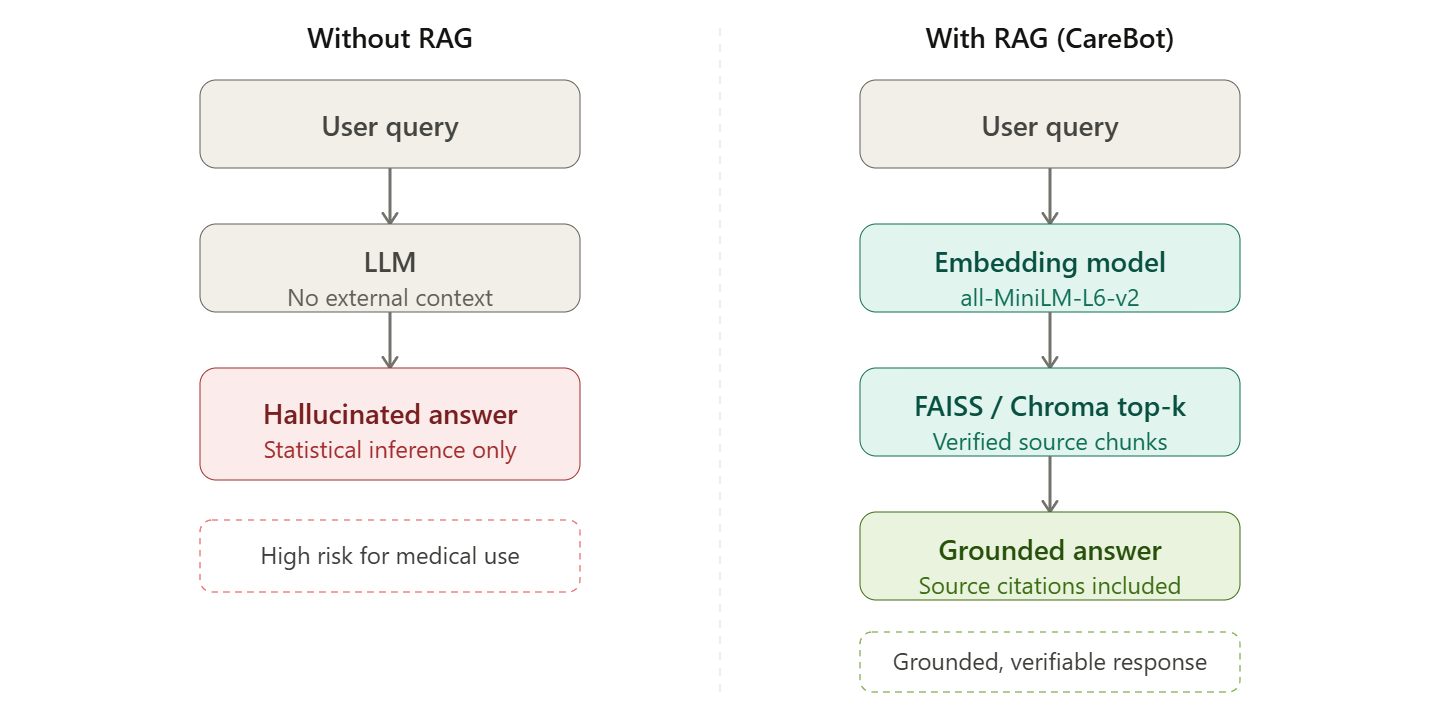 Without RAG
User query
LLM
No external context
Hallucinated answer
Statistical inference only
High risk for medical use
With RAG (CareBot)
User query
Embedding model
all-MiniLM-L6-v2
FAISS / Chroma top-k
Verified source chunks
Grounded answer
Source citations included
Grounded, verifiable response